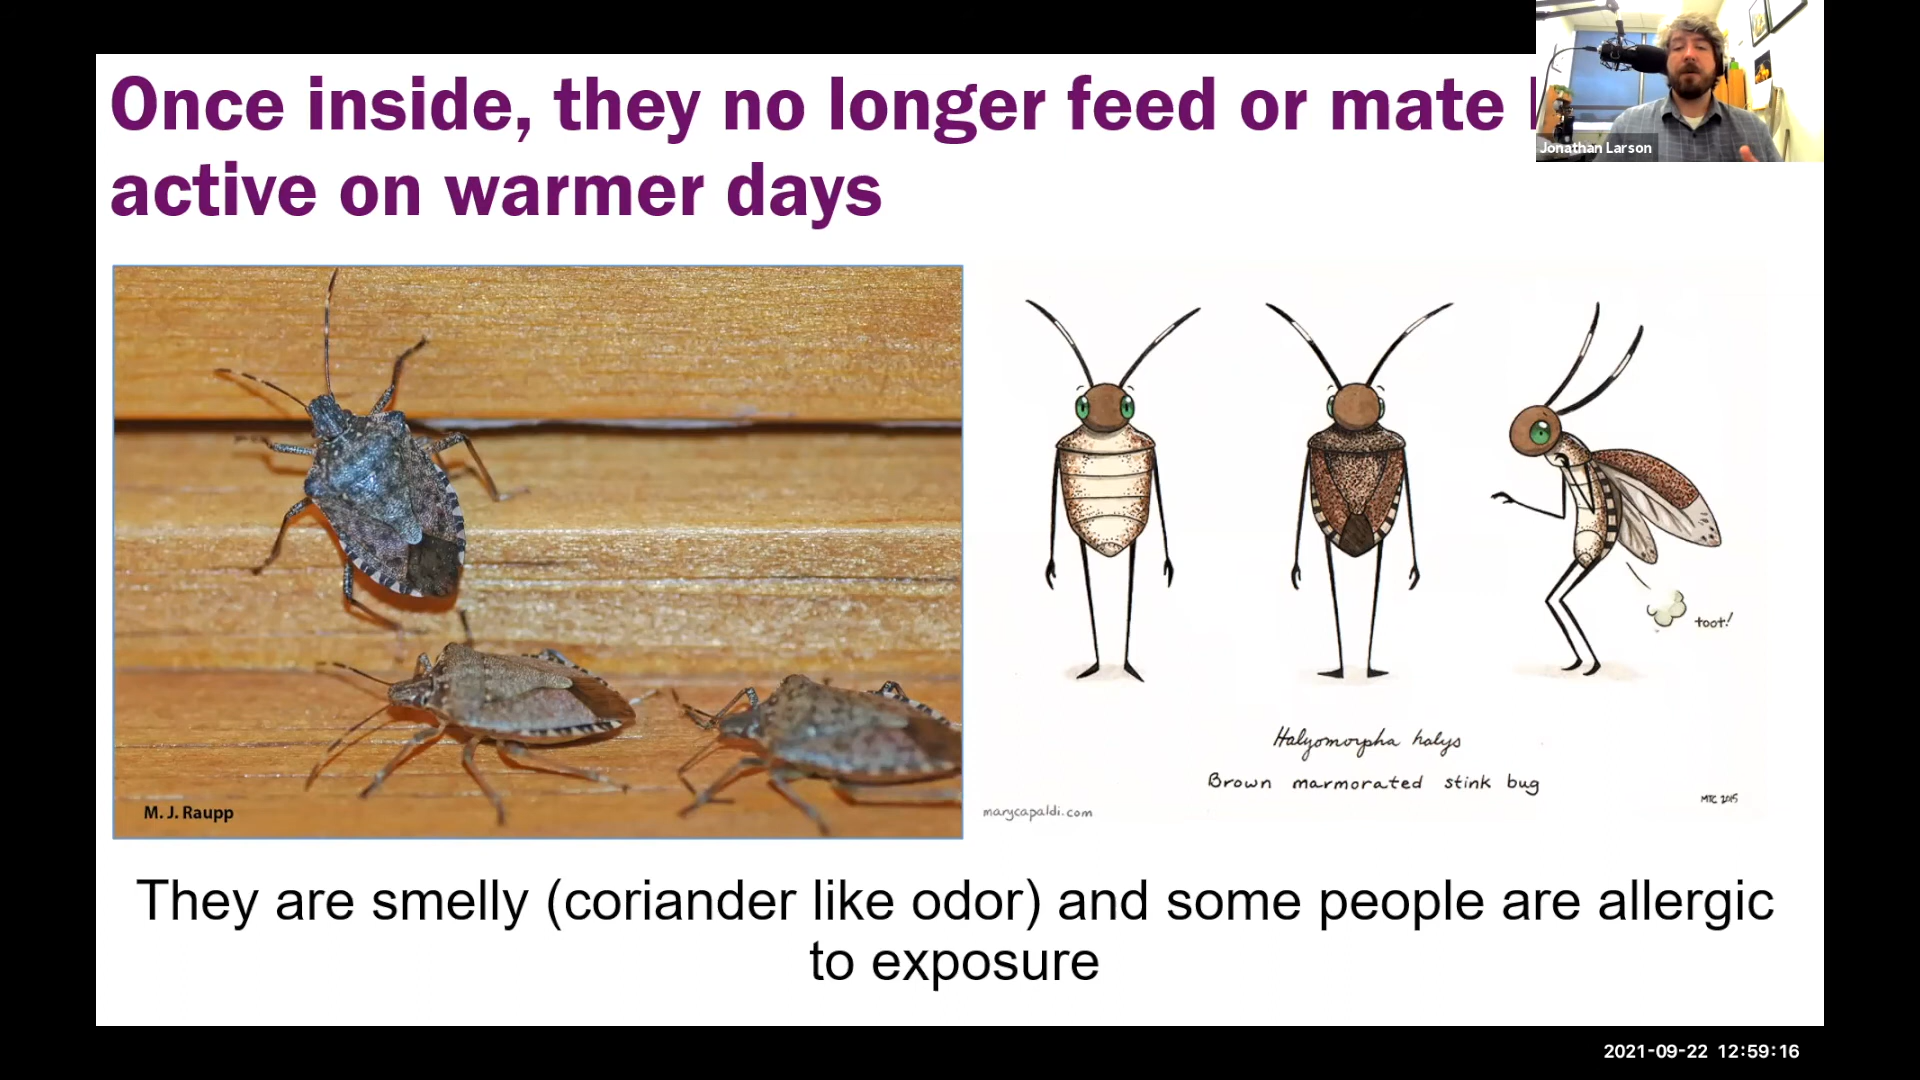 Once inside, they no longer feed or mate
active on warmer days
Jonathan Larson
M. J. Raupp
toot!
Halyomorpha halys
Brown marmorated stink bug
MTC 2015
marycapaldi.com
They are smelly (coriander like odor) and some people are allergic
to exposure
2021-09-22 12:59:16